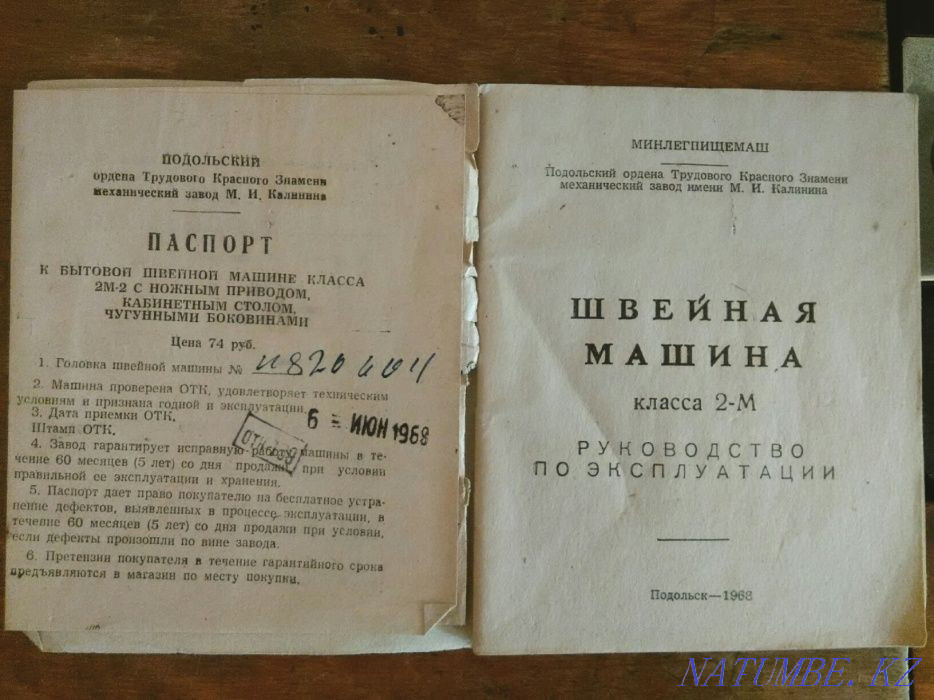 ПОДОЛЬСКИЙ
ордена Трудового Красного Знамени
механический завод М. И. Калинина
ПАСПОРТ
К БЫТОВОЙ ШВЕЙНОЙ МАШИНЕ КЛАССА
2М-2 С НОЖНЫМ ПРИВОДОМ,
КАБИНЕТНЫМ СТОЛОМ,
ЧУГУННЫМИ БОКОВИНАМИ
Цена 74 руб.
1. Головка швейной машины №
2. Машина проверена ОТК, удовлетворяет техническим
условиям и признана годной и эксплуатации.
3. Дата приемки ОТК.
6 = ИЮН 1968
Штамп ОТК.
4. Завод гарантирует исправную работу машины в те-
чение 60 месяцев (5 лет) со дня продажи при условии
правильной ее эксплуатации и хранения.
5. Паспорт дает право покупателю на бесплатное устра-
нение дефектов, выявленных в процессе эксплуатации, в
течение 60 месяцев (5 лет) со дня продажи при условии,
если дефекты произошли по вине завода.
6. Претензии покупателя в течение гарантийного срока
предъявляются в магазин по месту покупки.
МИНЛЕГПИЩЕМАШ
Подольский ордена Трудового Красного Знамени
механический завод имени М. И. Калинина
ШВЕЙНАЯ
МАШИНА
класса 2-М
РУКОВОДСТВО
ПО ЭКСПЛУАТАЦИИ
Подольск—1968
NATUMBE.KZ